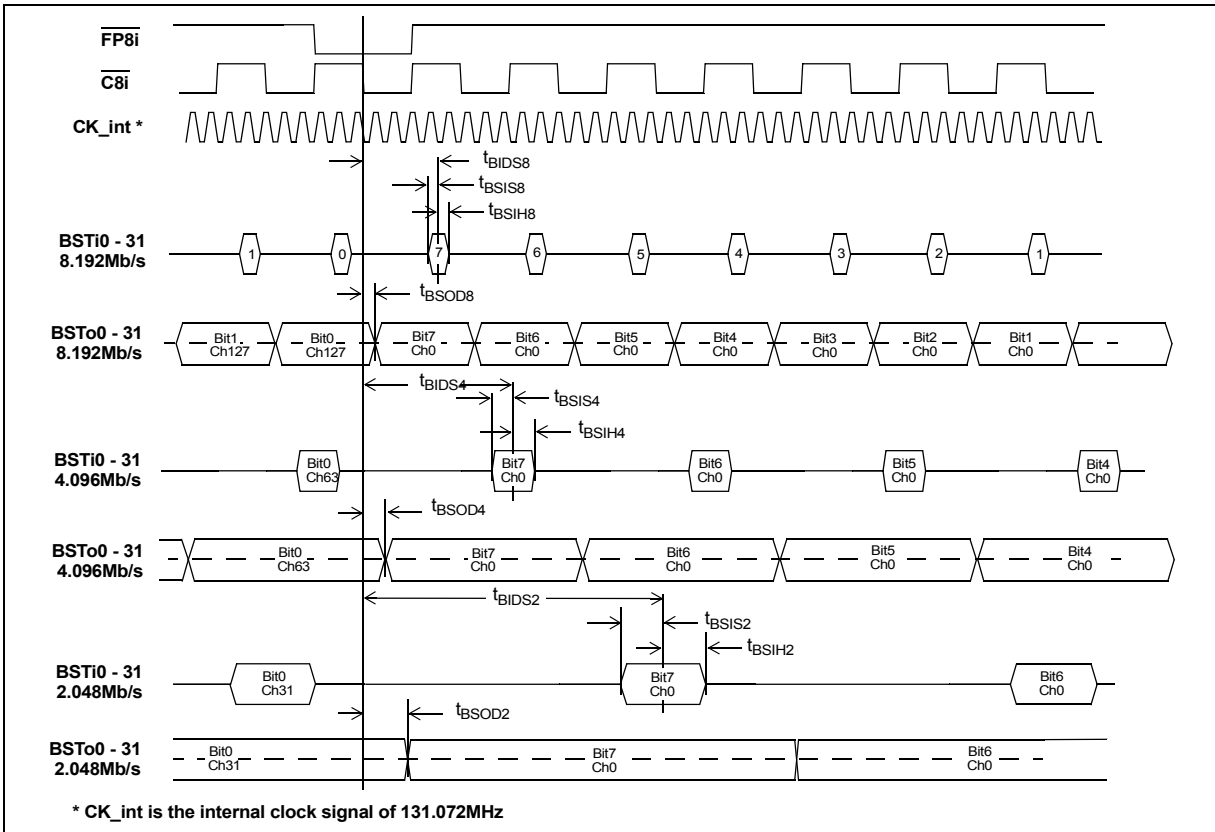 FP8i
C8i
CK_int *
tBIDS8
tBSIS8
tBSIH8
BSTi0 - 31
8.192Mb/s
1 0 7 6 5 4 3 2 1
tBSOD8
BSTo0 - 31
8.192Mb/s
Bit1 Bit0 Bit7 Bit6 Bit5 Bit4 Bit3 Bit2 Bit1
Ch127 Ch127 Ch0 Ch0 Ch0 Ch0 Ch0 Ch0 Ch0
tBIDS4
tBSIS4
tBSIH4
BSTi0 - 31
4.096Mb/s
Bit0 Bit7 Bit6 Bit5 Bit4
Ch63 Ch0 Ch0 Ch0 Ch0
tBSOD4
BSTo0 - 31
4.096Mb/s
Bit0 Bit7 Bit6 Bit5 Bit4
Ch63 Ch0 Ch0 Ch0 Ch0
tBIDS2
tBSIS2
tBSIH2
BSTi0 - 31
2.048Mb/s
Bit0 Bit7 Bit6
Ch31 Ch0 Ch0
tBSOD2
BSTo0 - 31
2.048Mb/s
Bit0 Bit7 Bit6
Ch31 Ch0 Ch0
* CK_int is the internal clock signal of 131.072MHz